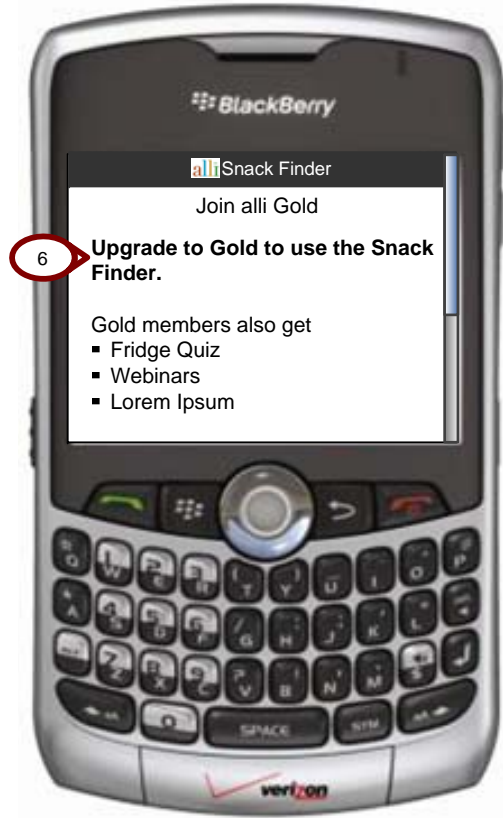 BlackBerry
alli Snack Finder
Join alli Gold
6
Upgrade to Gold to use the Snack
Finder.
Gold members also get
▪ Fridge Quiz
▪ Webinars
▪ Lorem Ipsum
Q W E R T Y U I O P
A S D F G H J K L
Z X C V B N M $
0 SPACE SYM
verizon